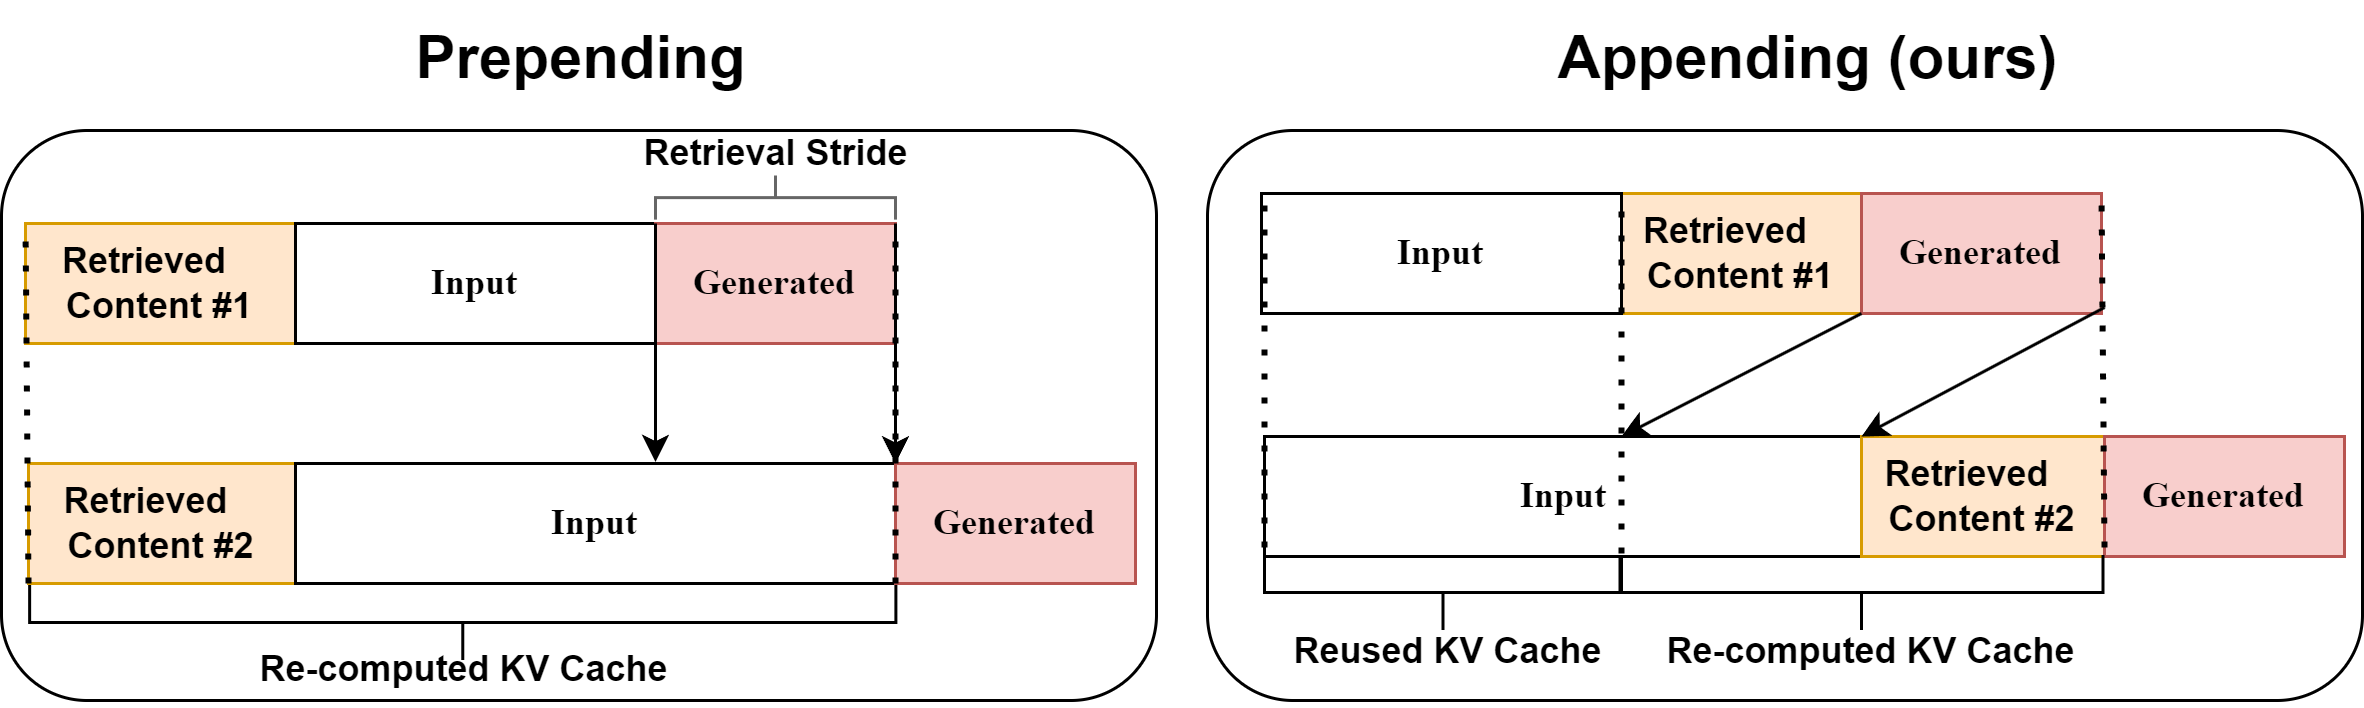 Prepending
Retrieval Stride
Retrieved
Content #1
Input
Generated
Retrieved
Content #2
Input
Generated
Re-computed KV Cache
Appending (ours)
Input
Retrieved
Content #1
Generated
Input
Retrieved
Content #2
Generated
Reused KV Cache
Re-computed KV Cache